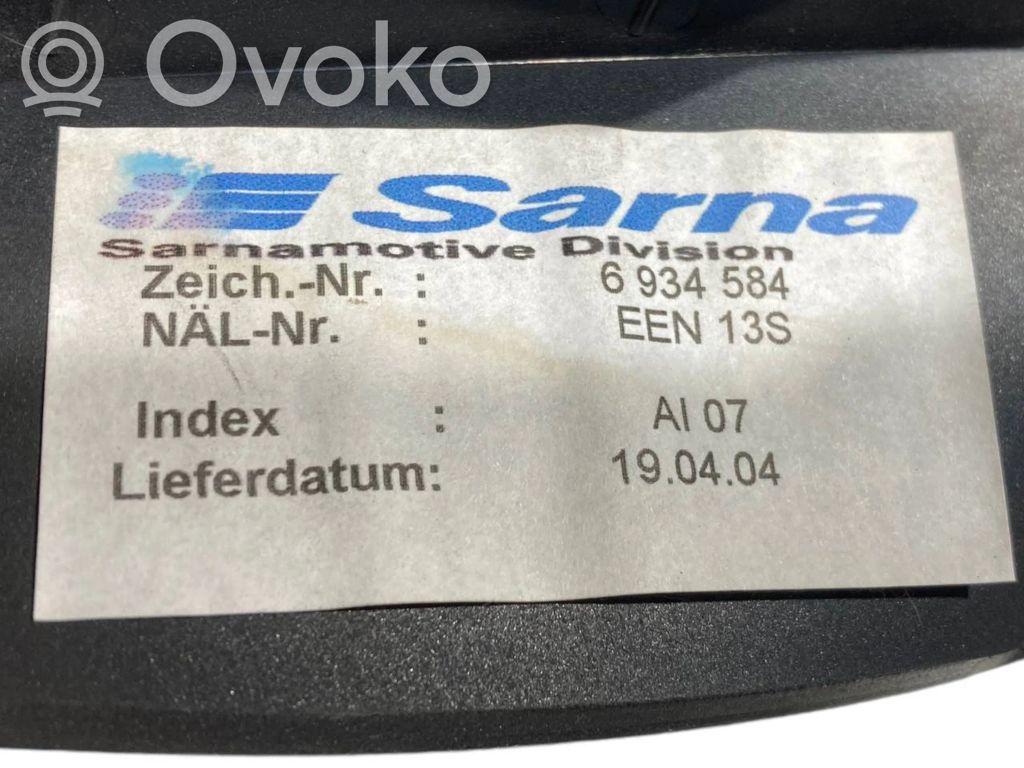 Ovoko
Sarna
Sarnamotive Division
Zeich.-Nr. : 6 934 584
NÄL-Nr. : EEN 13S
Index : AI 07
Lieferdatum: 19.04.04